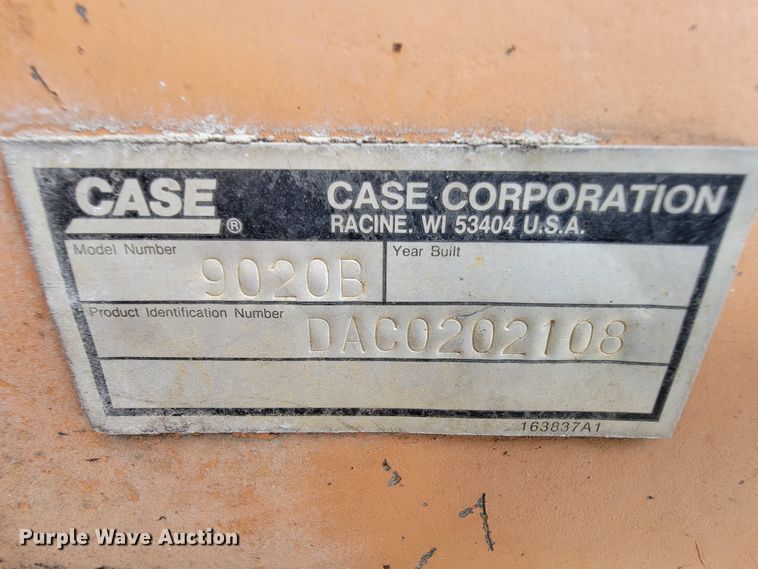 CASE ®
CASE CORPORATION
RACINE, WI 53404 U.S.A.
Model Number
9020B
Year Built
Product Identification Number
DAC0202108
163837A1
Purple Wave Auction